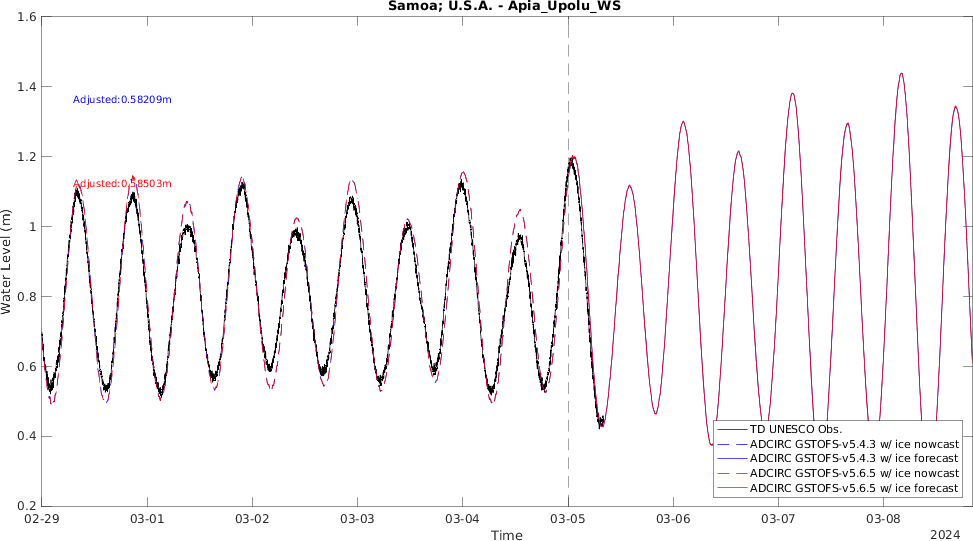 Samoa; U.S.A. - Apia_Upolu_WS
1.6
1.4
1.2
1
0.8
0.6
0.4
0.2
Water Level (m)
Adjusted:0.58209m
Adjusted:0.58503m
TD UNESCO Obs.
ADCIRC GSTOFS-v5.4.3 w/ ice nowcast
ADCIRC GSTOFS-v5.4.3 w/ ice forecast
ADCIRC GSTOFS-v5.6.5 w/ ice nowcast
ADCIRC GSTOFS-v5.6.5 w/ ice forecast
02-29 03-01 03-02 03-03 03-04 03-05 03-06 03-07 03-08
Time
2024